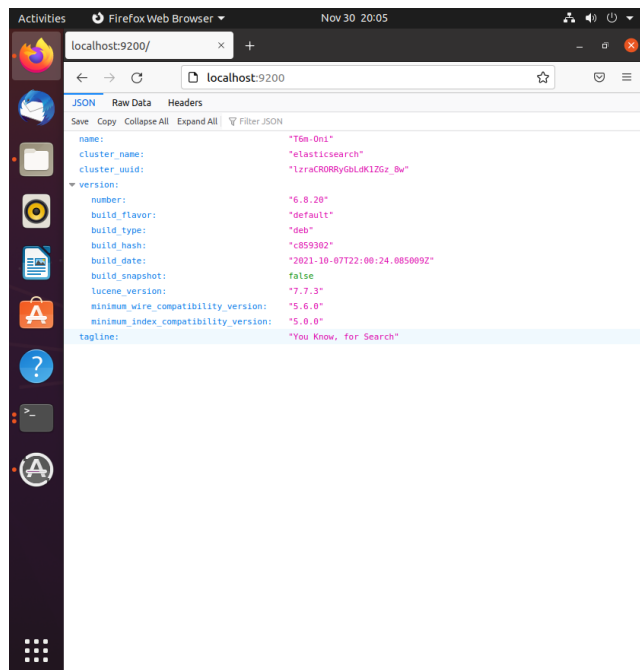 Activities Firefox Web Browser Nov 30 20:05
localhost:9200/ × +
localhost:9200
JSON Raw Data Headers
Save Copy Collapse All Expand All Filter JSON
name: "T6m-Oni"
cluster_name: "elasticsearch"
cluster_uuid: "lzraCRORRyGbLdK1ZGz_8w"
version:
number: "6.8.20"
build_flavor: "default"
build_type: "deb"
build_hash: "c859302"
build_date: "2021-10-07T22:00:24.085009Z"
build_snapshot: false
lucene_version: "7.7.3"
minimum_wire_compatibility_version: "5.6.0"
minimum_index_compatibility_version: "5.0.0"
tagline: "You Know, for Search"